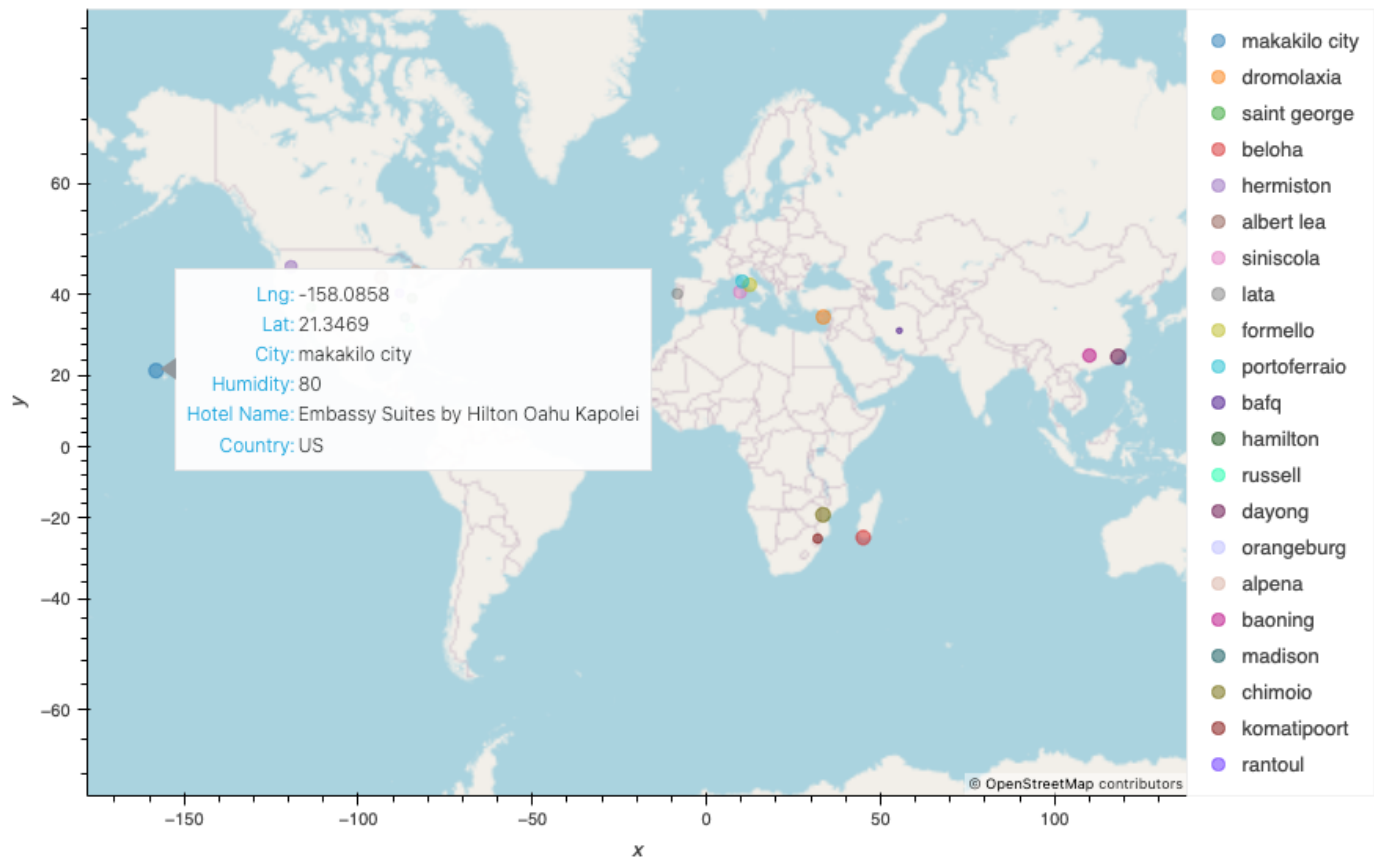 60
40
20
0
−20
−40
−60
y
−150
−100
−50
0
50
100
x
Lng: -158.0858
Lat: 21.3469
City: makakilo city
Humidity: 80
Hotel Name: Embassy Suites by Hilton Oahu Kapolei
Country: US
© OpenStreetMap contributors
makakilo city
dromolaxia
saint george
beloha
hermiston
albert lea
siniscola
lata
formello
portoferraio
bafq
hamilton
russell
dayong
orangeburg
alpena
baoning
madison
chimoio
komatipoort
rantoul